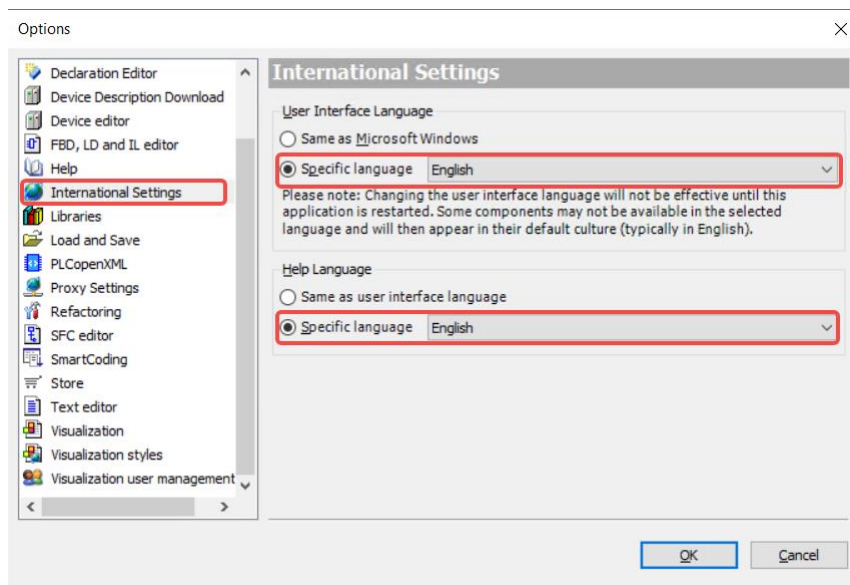 Options
Declaration Editor
Device Description Download
Device editor
FBD, LD and IL editor
Help
International Settings
Libraries
Load and Save
PLCopenXML
Proxy Settings
Refactoring
SFC editor
SmartCoding
Store
Text editor
Visualization
Visualization styles
Visualization user management
International Settings
User Interface Language
Same as Microsoft Windows
Specific language English
Please note: Changing the user interface language will not be effective until this
application is restarted. Some components may not be available in the selected
language and will then appear in their default culture (typically in English).
Help Language
Same as user interface language
Specific language English
OK Cancel